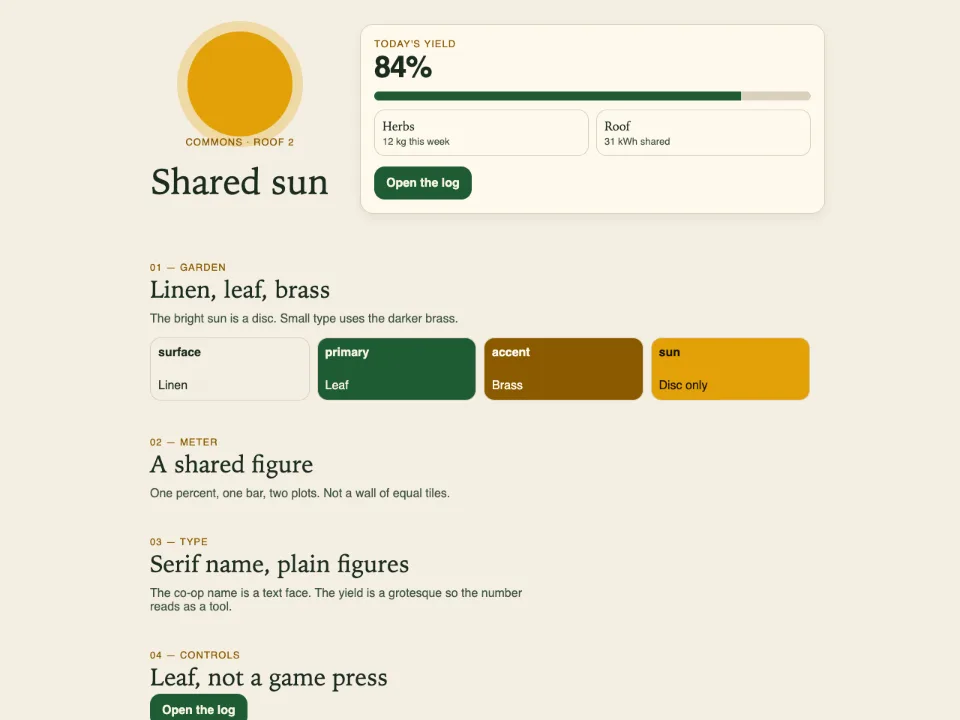 COMMONS · ROOF 2
Shared sun
TODAY'S YIELD
84%
Herbs
12 kg this week
Roof
31 kWh shared
Open the log
01 — GARDEN
Linen, leaf, brass
The bright sun is a disc. Small type uses the darker brass.
surface
Linen
primary
Leaf
accent
Brass
sun
Disc only
02 — METER
A shared figure
One percent, one bar, two plots. Not a wall of equal tiles.
03 — TYPE
Serif name, plain figures
The co-op name is a text face. The yield is a grotesque so the number
reads as a tool.
04 — CONTROLS
Leaf, not a game press
Open the log